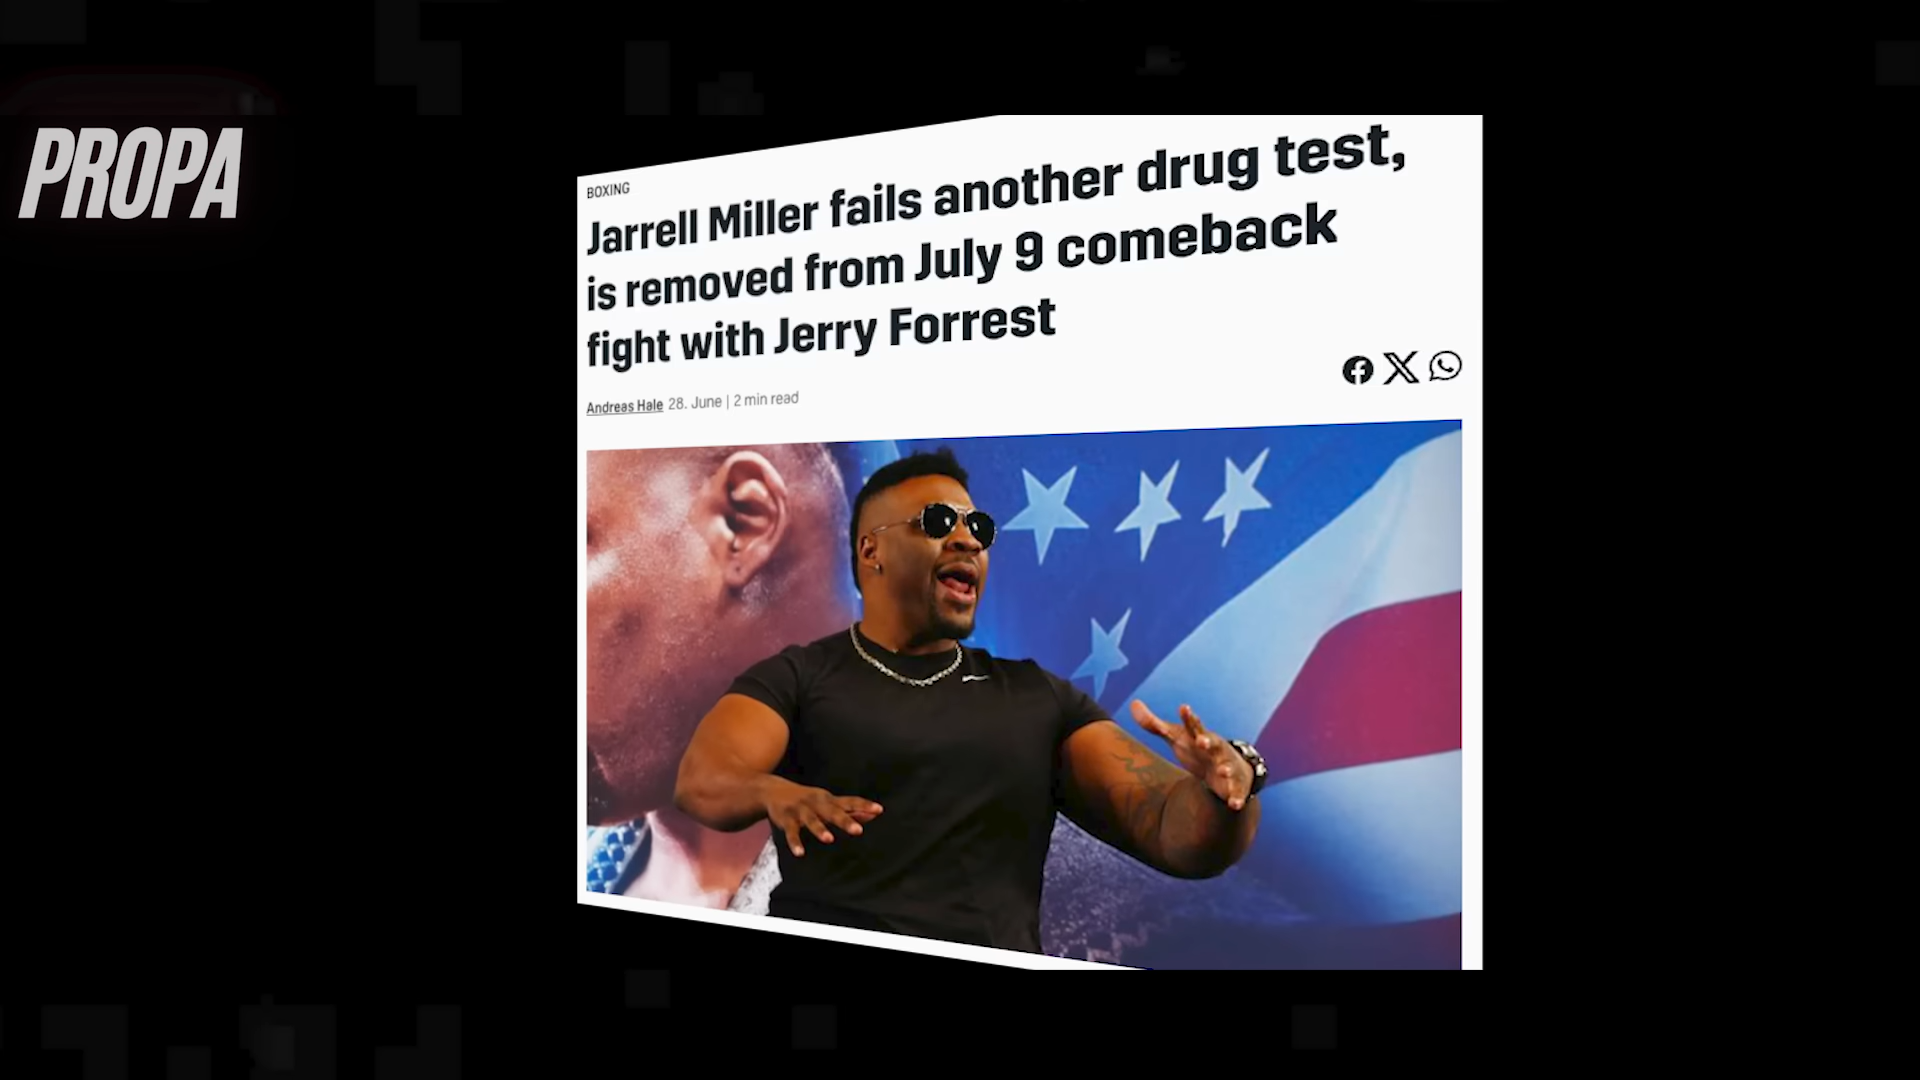 PROPA
BOXING
Jarrell Miller fails another drug test,
is removed from July 9 comeback
fight with Jerry Forrest
Andreas Hale 28. June | 2 min read